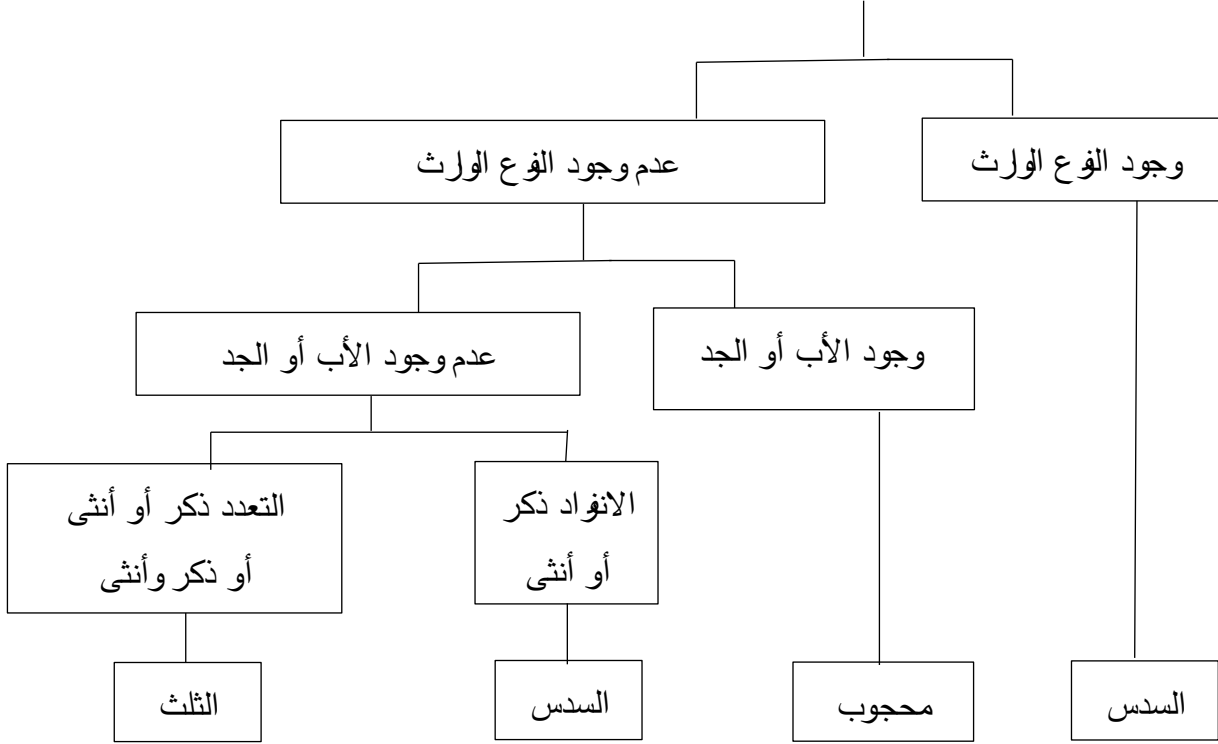 وجود الفرع الوارث
عدم وجود الفرع الوارث
وجود الأب أو الجد
عدم وجود الأب أو الجد
الانفراد ذكر
أو أنثى
التعدد ذكر أو أنثى
أو ذكر وأنثى
السدس
محجوب
السدس
الثلث